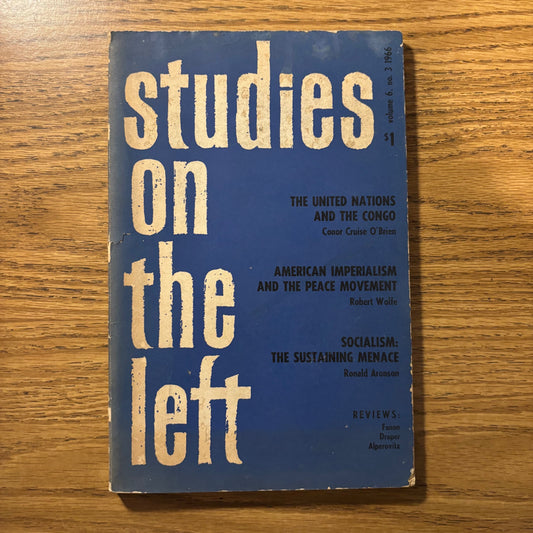 studies
on
the
left
volume 6, no. 3 1966
$1
THE UNITED NATIONS
AND THE CONGO
Conor Cruise O'Brien
AMERICAN IMPERIALISM
AND THE PEACE MOVEMENT
Robert Wolfe
SOCIALISM:
THE SUSTAINING MENACE
Ronald Aronson
REVIEWS:
Fanon
Draper
Alperovitz